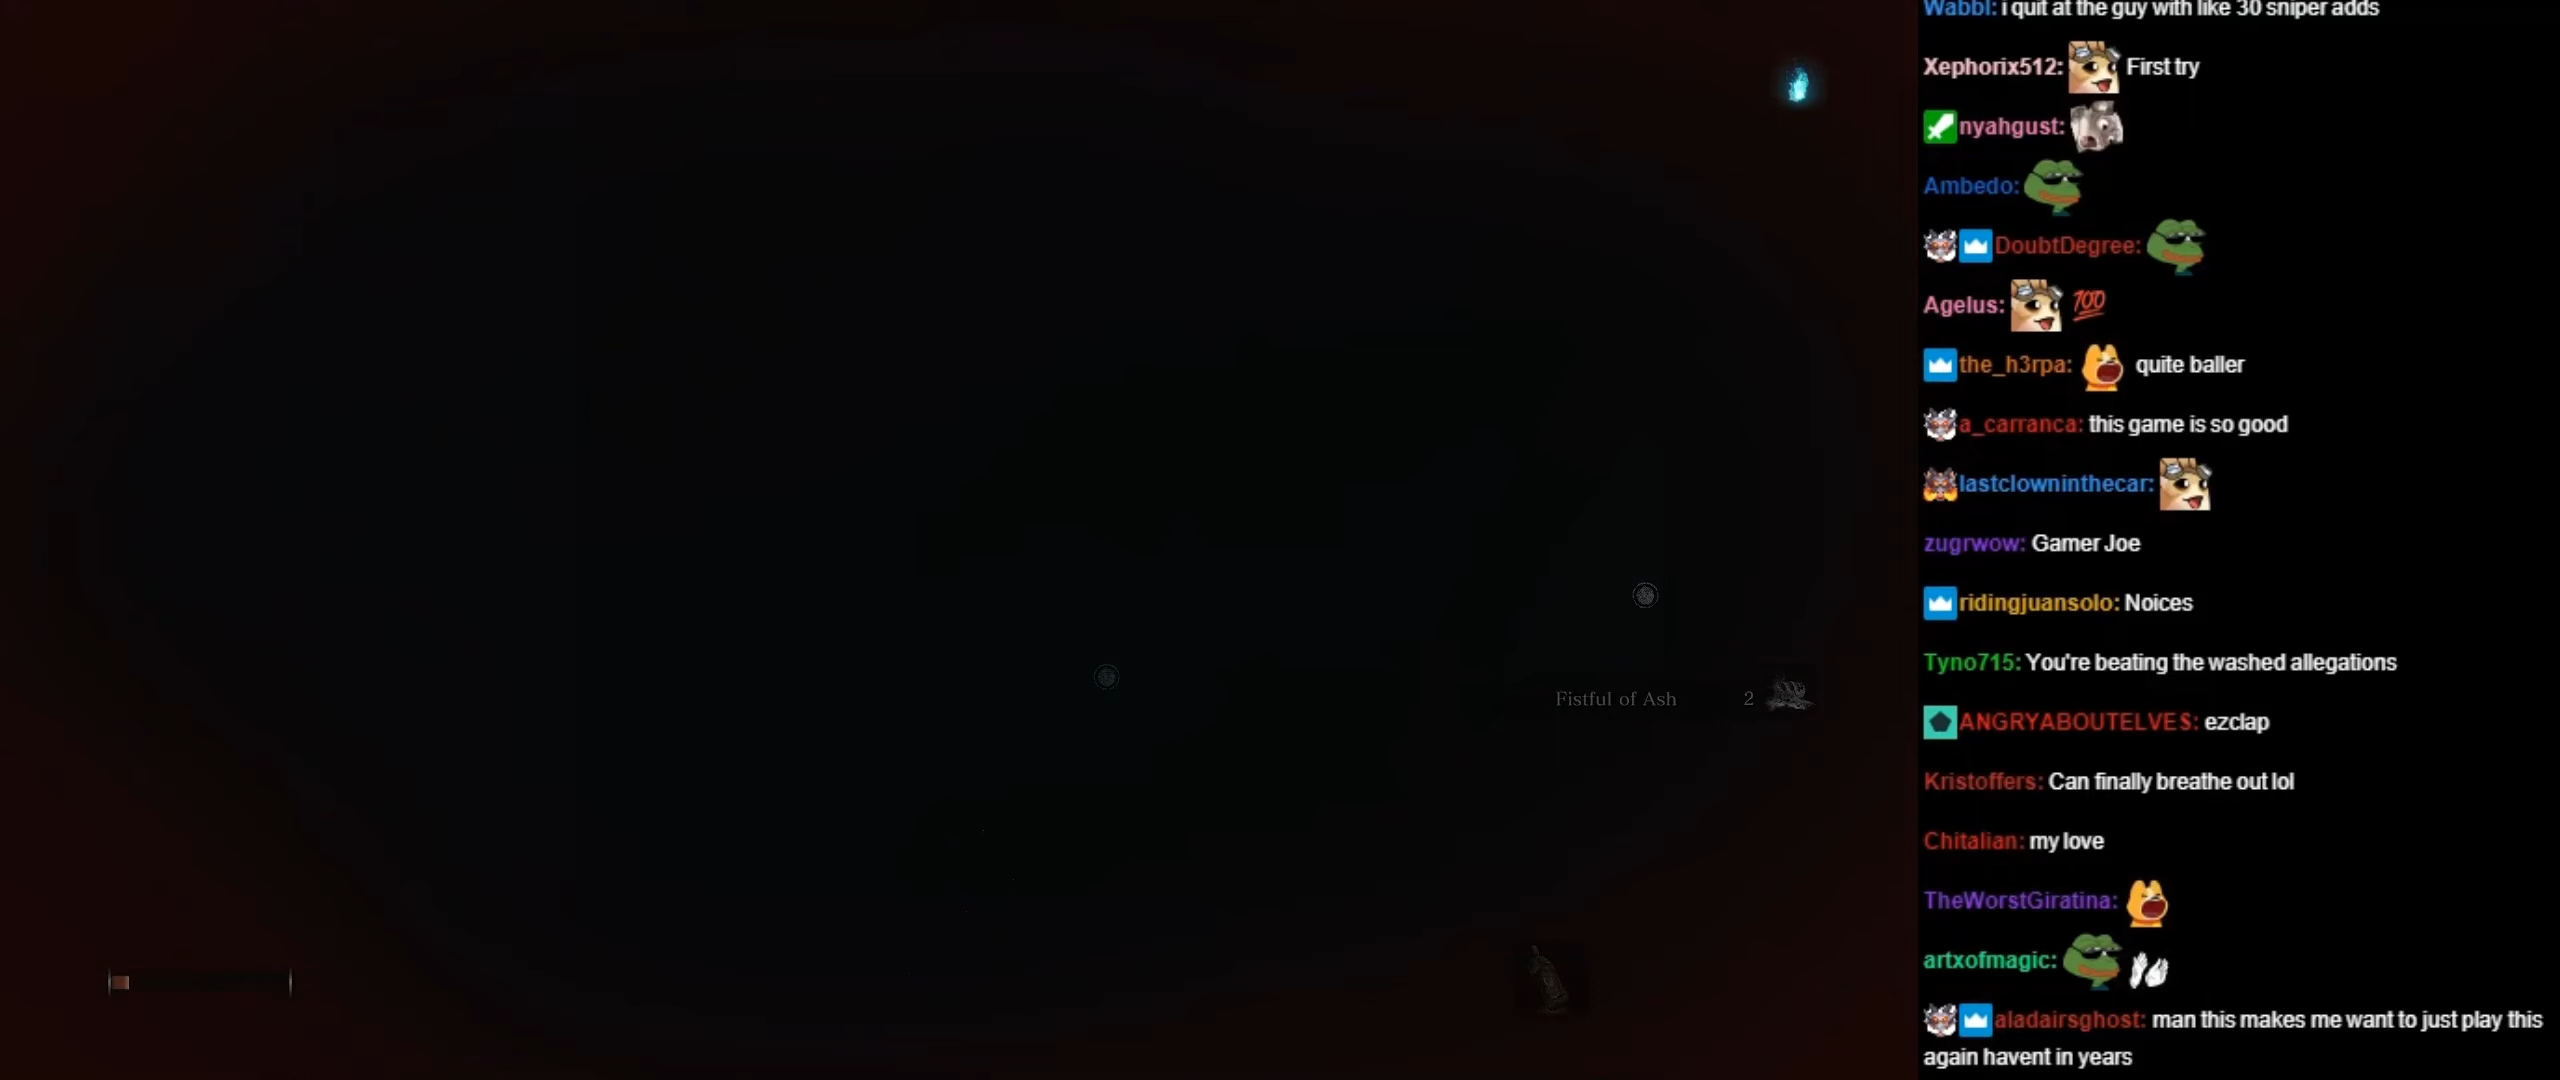 Wabbl: i quit at the guy with like 30 sniper adds
Xephorix512: First try
nyahgust:
Ambedo:
DoubtDegree:
Agelus: 100
the_h3rpa: quite baller
a_carranca: this game is so good
lastclowninthecar:
zugrwow: Gamer Joe
ridingjuansolo: Noices
Fistful of Ash 2
Tyno715: You're beating the washed allegations
ANGRYABOUTELVES: ezclap
Kristoffers: Can finally breathe out lol
Chitalian: my love
TheWorstGiratina:
artxofmagic:
aladairsghost: man this makes me want to just play this
again havent in years